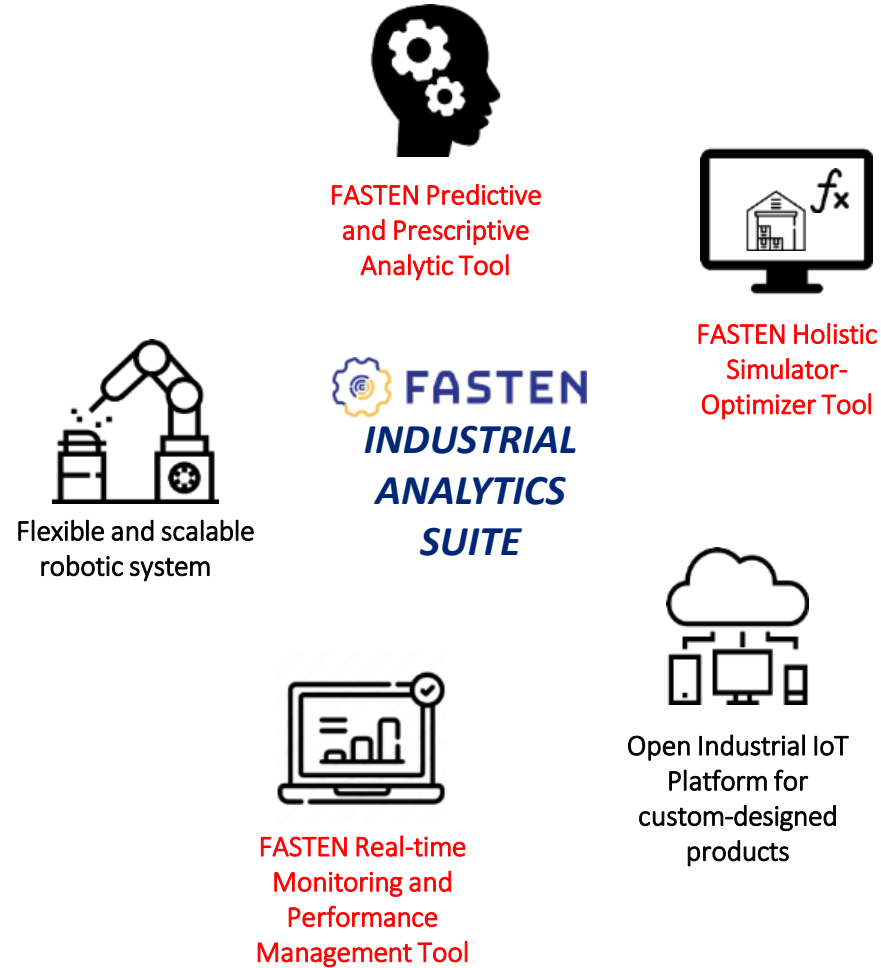 FASTEN Predictive
and Prescriptive
Analytic Tool
fx
FASTEN Holistic
Simulator-
Optimizer Tool
FASTEN
INDUSTRIAL
ANALYTICS
SUITE
Flexible and scalable
robotic system
Open Industrial IoT
Platform for
custom-designed
products
FASTEN Real-time
Monitoring and
Performance
Management Tool